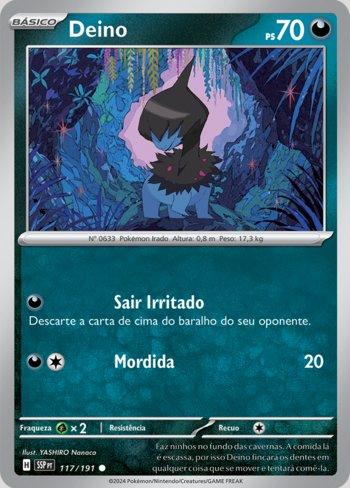 BÁSICO
Deino
PS 70
Nº 0633 Pokémon Irado Altura: 0,8 m Peso: 17,3 kg
Sair Irritado
Descarte a carta de cima do baralho do seu oponente.
Mordida 20
Fraqueza × 2 Resistência Recuo
Ilust. YASHIRO Nanaco
H SSP PT 117/191
Faz ninhos no fundo das cavernas. A comida lá
é escassa, por isso Deino fincará os dentes em
qualquer coisa que se mover e tentará comê-la.
©2024 Pokémon/Nintendo/Creatures/GAME FREAK